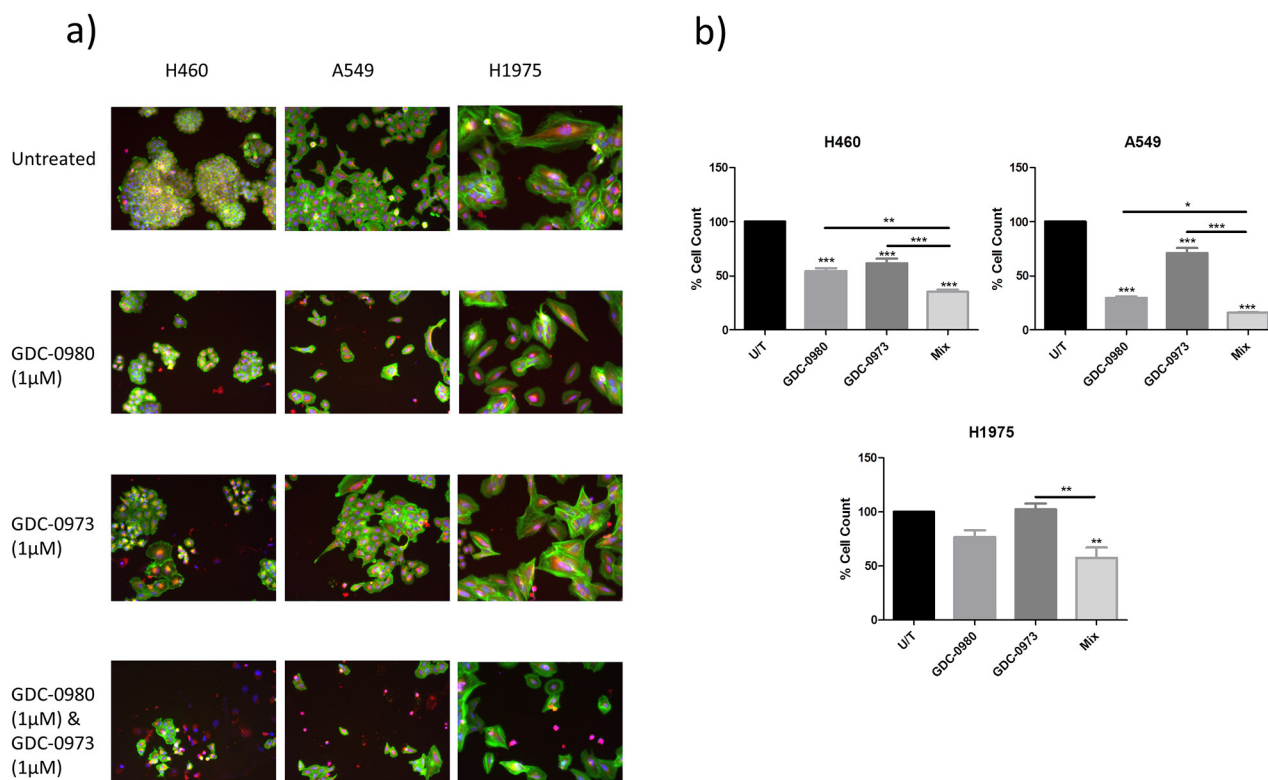 a)
H460 A549 H1975
Untreated
GDC-0980
(1µM)
GDC-0973
(1µM)
GDC-0980
(1µM) &
GDC-0973
(1µM)
b)
H460
% Cell Count
150
100
50
0
**
***
*** *** ***
U/T GDC-0980 GDC-0973 Mix
A549
% Cell Count
150
100
50
0
*
***
*** *** ***
U/T GDC-0980 GDC-0973 Mix
H1975
% Cell Count
150
100
50
0
**
**
U/T GDC-0980 GDC-0973 Mix